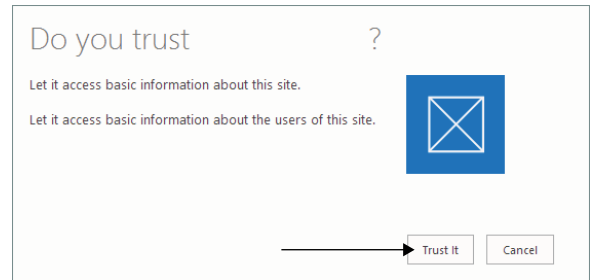 Do you trust ?
Let it access basic information about this site.
Let it access basic information about the users of this site.
Trust It Cancel